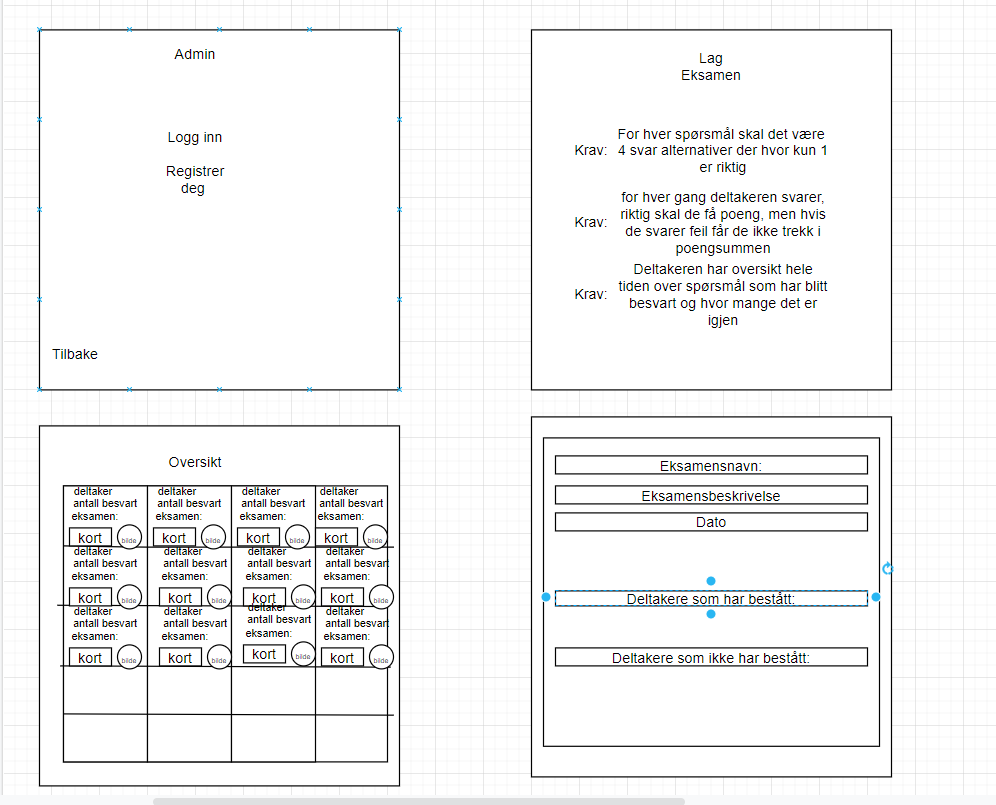 Admin
Logg inn
Registrer
deg
Tilbake
Lag
Eksamen
Krav:
For hver spørsmål skal det være
4 svar alternativer der hvor kun 1
er riktig
Krav:
for hver gang deltakeren svarer,
riktig skal de få poeng, men hvis
de svarer feil får de ikke trekk i
poengsummen
Krav:
Deltakeren har oversikt hele
tiden over spørsmål som har blitt
besvart og hvor mange det er
igjen
Oversikt
deltaker
antall besvart
eksamen:
kort
bilde
deltaker
antall besvart
eksamen:
kort
bilde
deltaker
antall besvart
eksamen:
kort
bilde
deltaker
antall besvart
eksamen:
kort
bilde
deltaker
antall besvart
eksamen:
kort
bilde
deltaker
antall besvart
eksamen:
kort
bilde
deltaker
antall besvart
eksamen:
kort
bilde
deltaker
antall besvart
eksamen:
kort
bilde
deltaker
antall besvart
eksamen:
kort
bilde
deltaker
antall besvart
eksamen:
kort
bilde
deltaker
antall besvart
eksamen:
kort
bilde
deltaker
antall besvart
eksamen:
kort
bilde
Eksamensnavn:
Eksamensbeskrivelse
Dato
Deltakere som har bestått:
Deltakere som ikke har bestått: